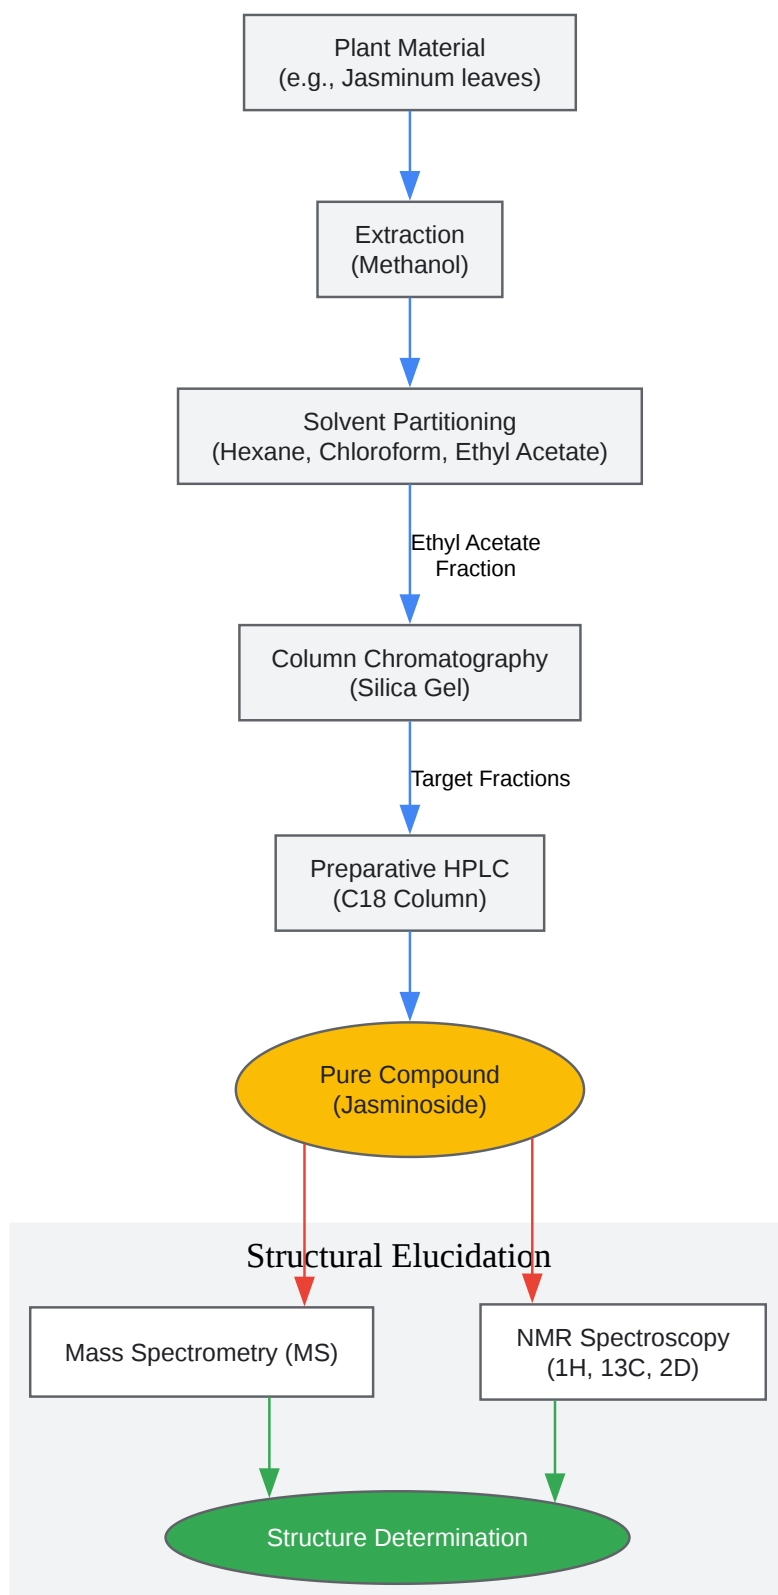 Plant Material
(e.g., Jasminum leaves)
Extraction
(Methanol)
Solvent Partitioning
(Hexane, Chloroform, Ethyl Acetate)
Ethyl Acetate
Fraction
Column Chromatography
(Silica Gel)
Target Fractions
Preparative HPLC
(C18 Column)
Pure Compound
(Jasminoside)
Structural Elucidation
Mass Spectrometry (MS)
NMR Spectroscopy
(1H, 13C, 2D)
Structure Determination